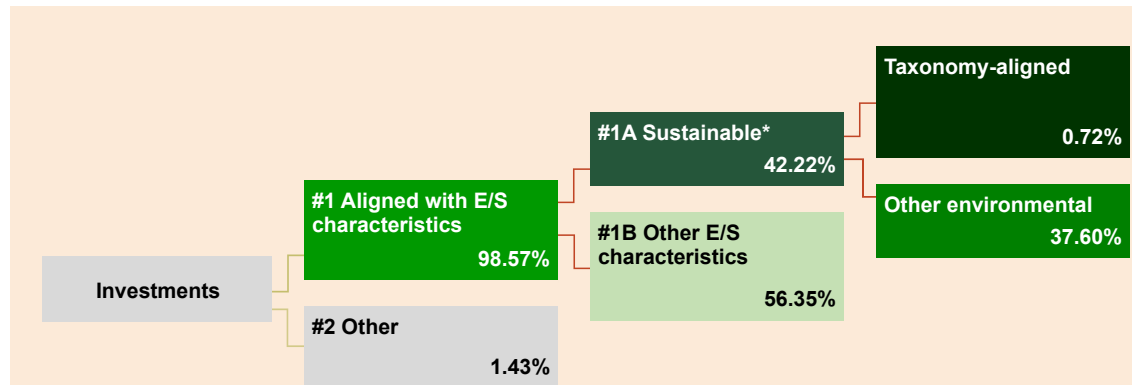 Investments
#1 Aligned with E/S
characteristics
98.57%
#2 Other
1.43%
#1A Sustainable*
42.22%
#1B Other E/S
characteristics
56.35%
Taxonomy-aligned
0.72%
Other environmental
37.60%